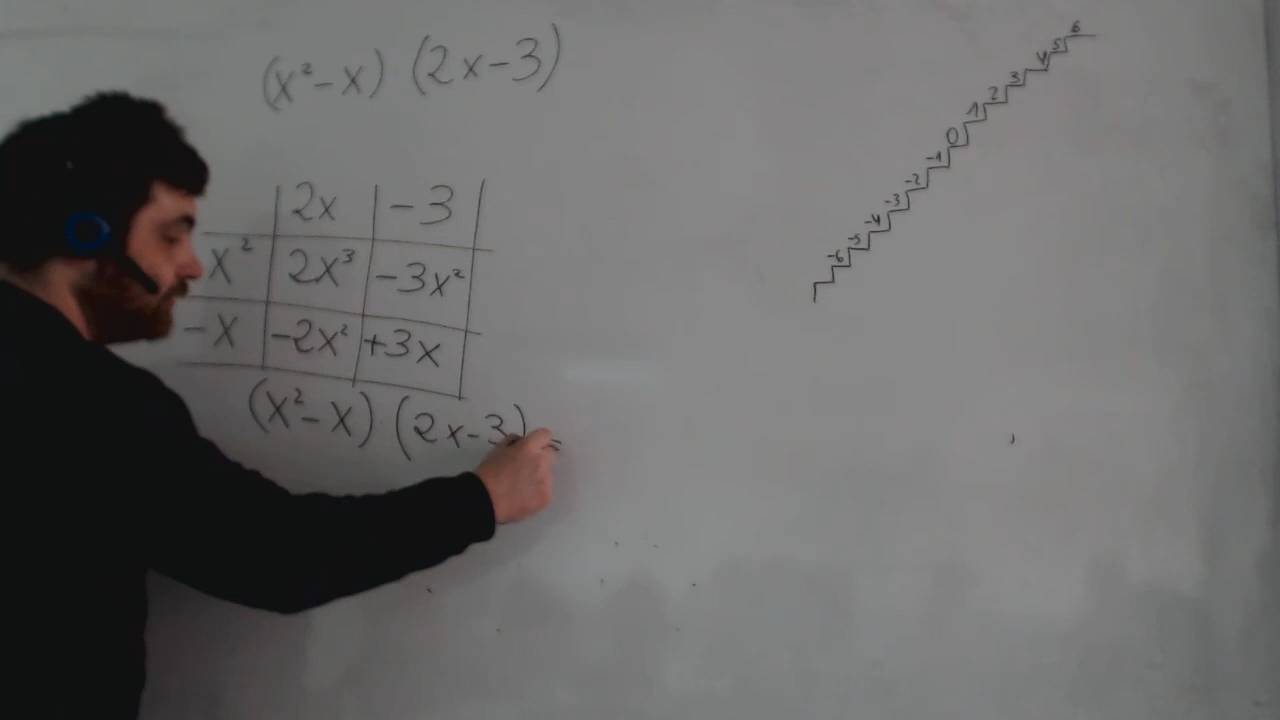 (x²-x) (2x-3)
2x -3
x² 2x³ -3x²
-x -2x² +3x
(x²-x) (2x-3) =
6
5
4
3
2
1
0
-1
-2
-3
-4
-5
-6